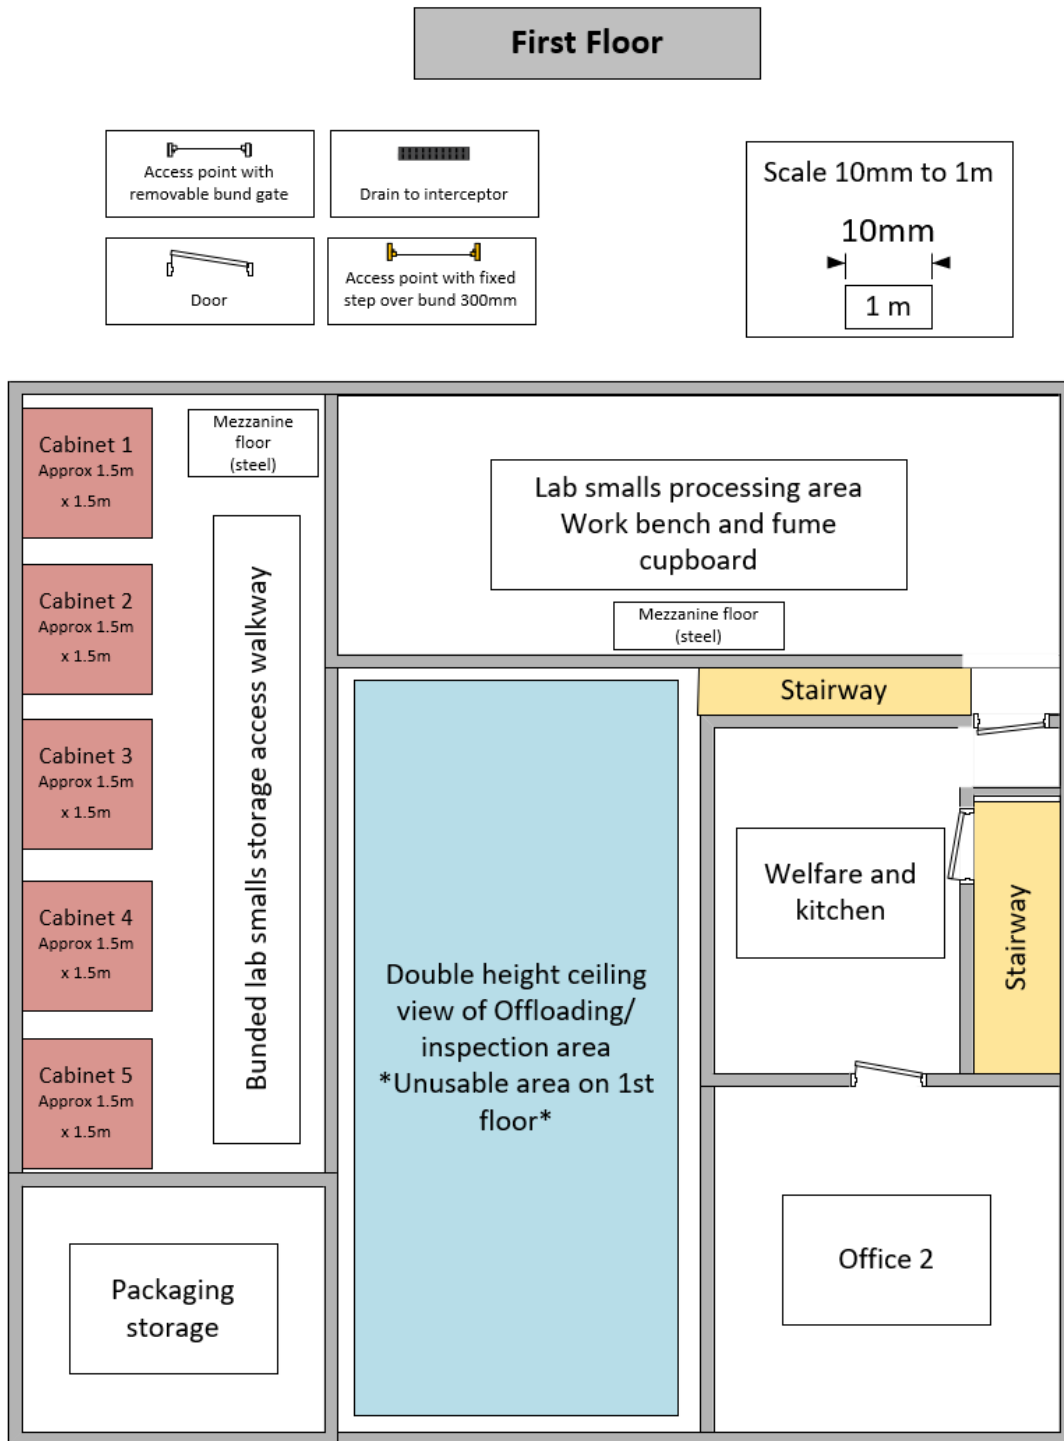 First Floor
Access point with
removable bund gate
Drain to interceptor
Door
Access point with fixed
step over bund 300mm
Scale 10mm to 1m
10mm
1 m
Cabinet 1
Approx 1.5m
x 1.5m
Mezzanine
floor
(steel)
Lab smalls processing area
Work bench and fume
cupboard
Mezzanine floor
(steel)
Cabinet 2
Approx 1.5m
x 1.5m
Bunded lab smalls storage access walkway
Stairway
Cabinet 3
Approx 1.5m
x 1.5m
Welfare and
kitchen
Stairway
Cabinet 4
Approx 1.5m
x 1.5m
Double height ceiling
view of Offloading/
inspection area
*Unusable area on 1st
floor*
Cabinet 5
Approx 1.5m
x 1.5m
Packaging
storage
Office 2